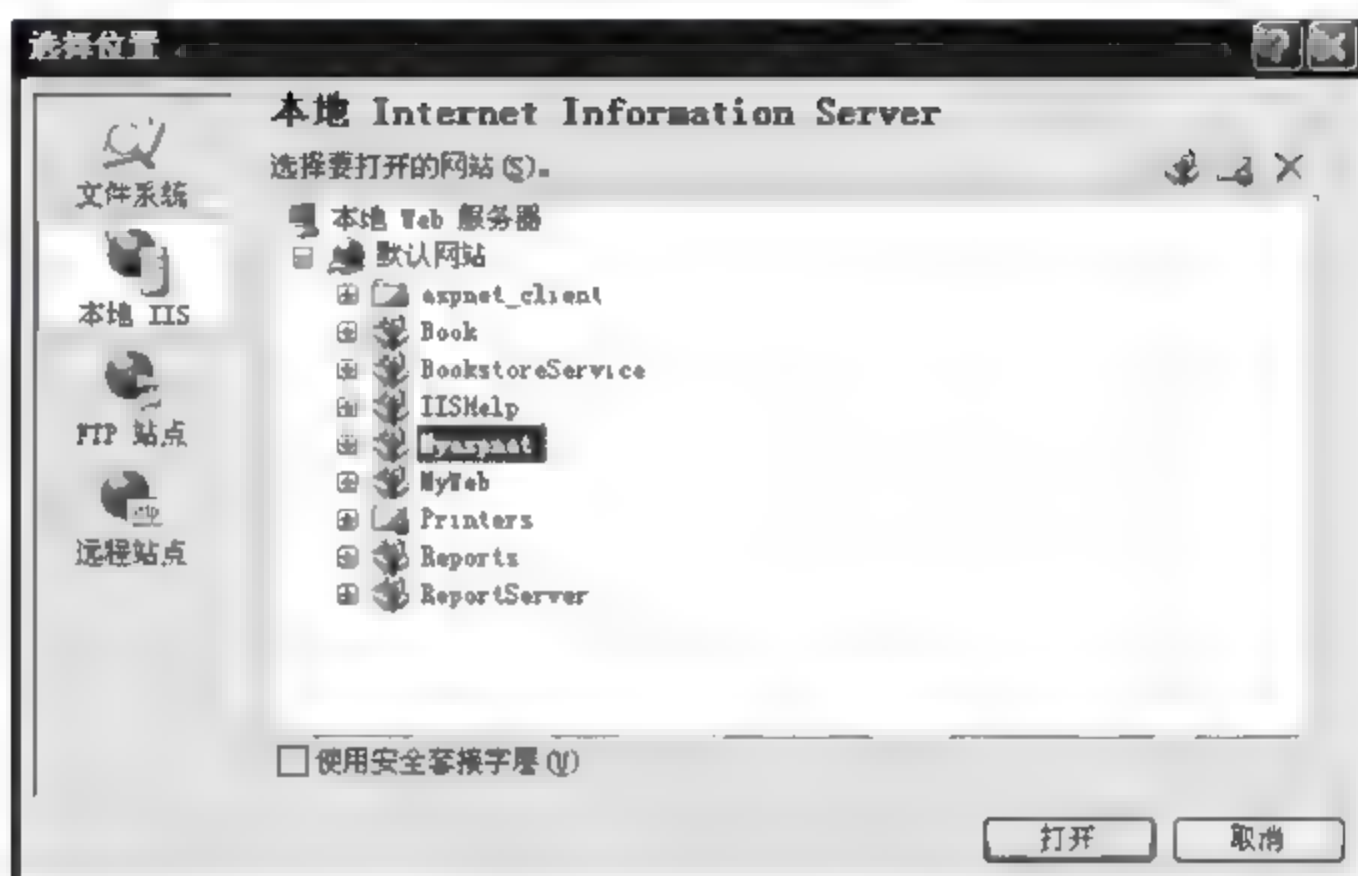 选择位置
文件系统
本地 IIS
FTP 站点
远程站点
本地 Internet Information Server
选择要打开的网站(S)。
本地 Web 服务器
默认网站
aspnet_client
Book
BookstoreService
IISHelp
Myaspnet
MyWeb
Printers
Reports
ReportServer
使用安全套接字层(V)
打开
取消